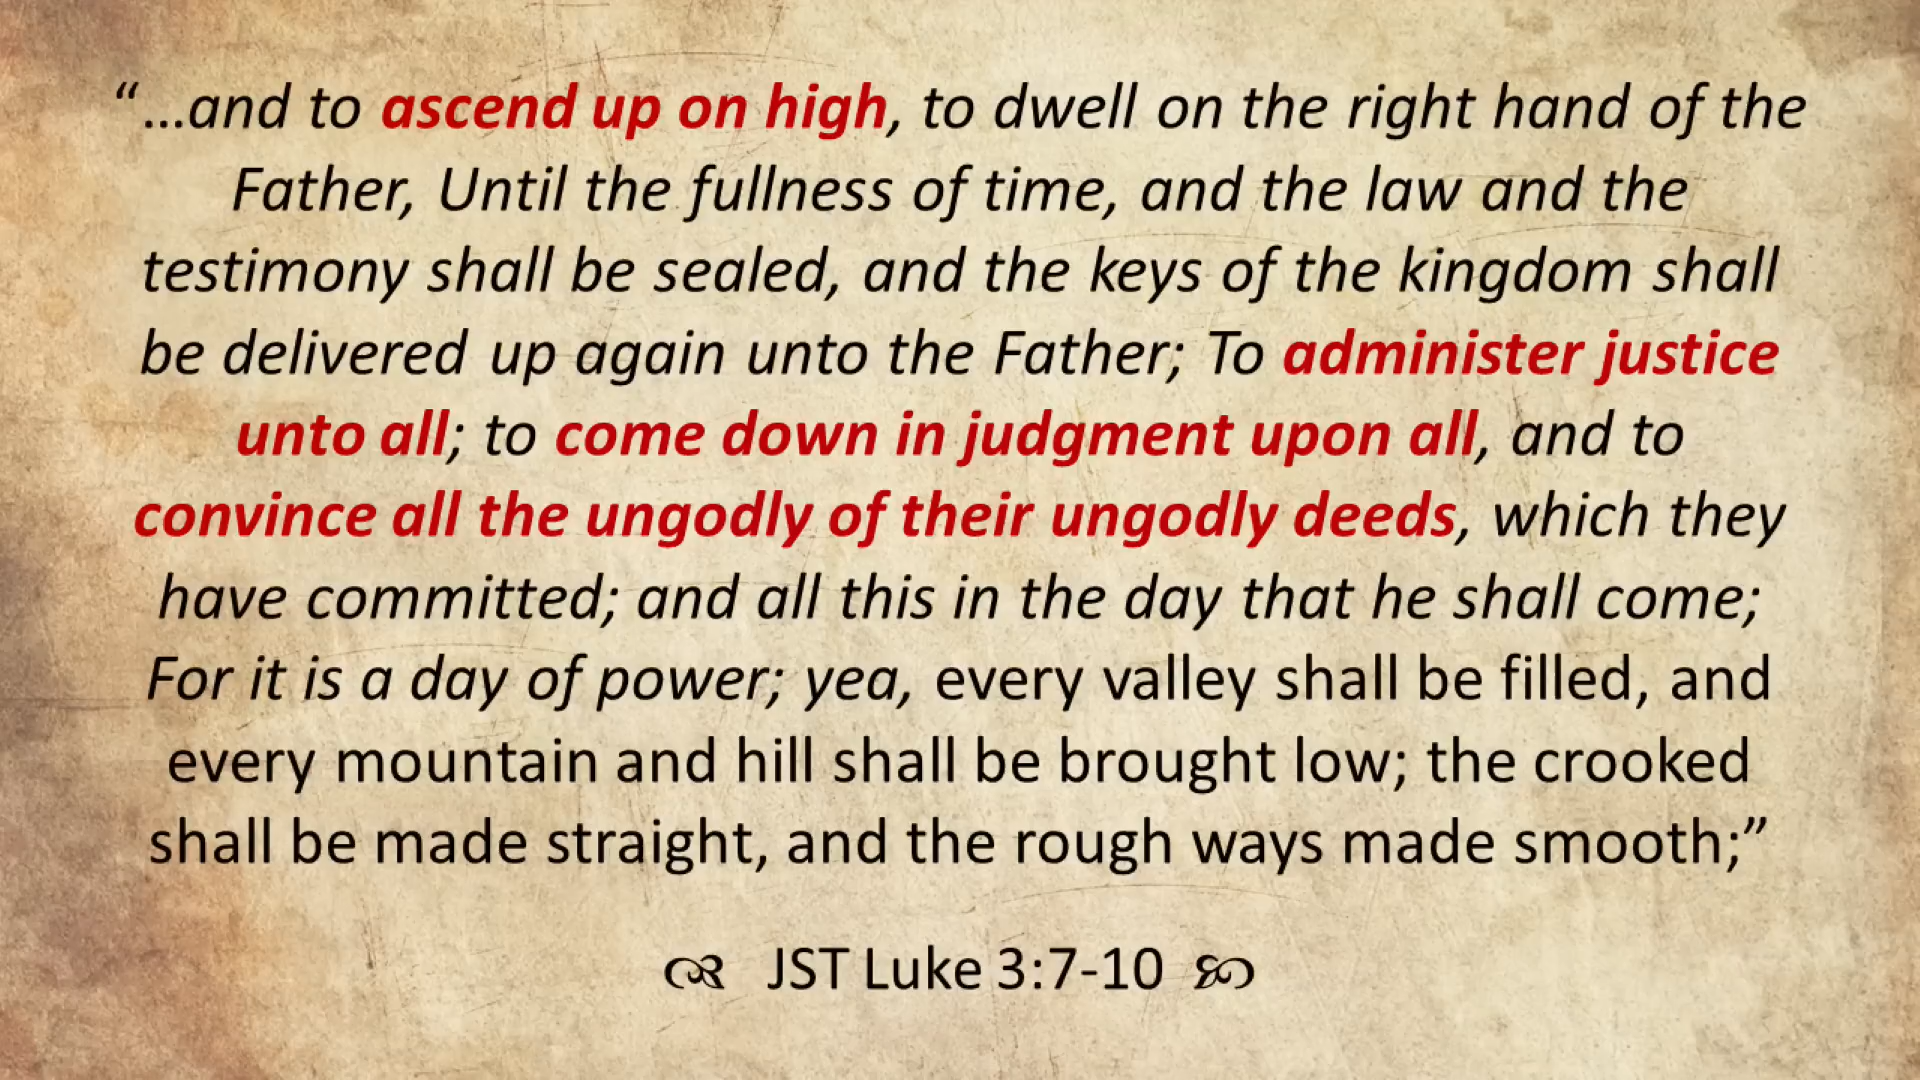 “...and to ascend up on high, to dwell on the right hand of the
Father, Until the fullness of time, and the law and the
testimony shall be sealed, and the keys of the kingdom shall
be delivered up again unto the Father; To administer justice
unto all; to come down in judgment upon all, and to
convince all the ungodly of their ungodly deeds, which they
have committed; and all this in the day that he shall come;
For it is a day of power; yea, every valley shall be filled, and
every mountain and hill shall be brought low; the crooked
shall be made straight, and the rough ways made smooth;”
JST Luke 3:7-10